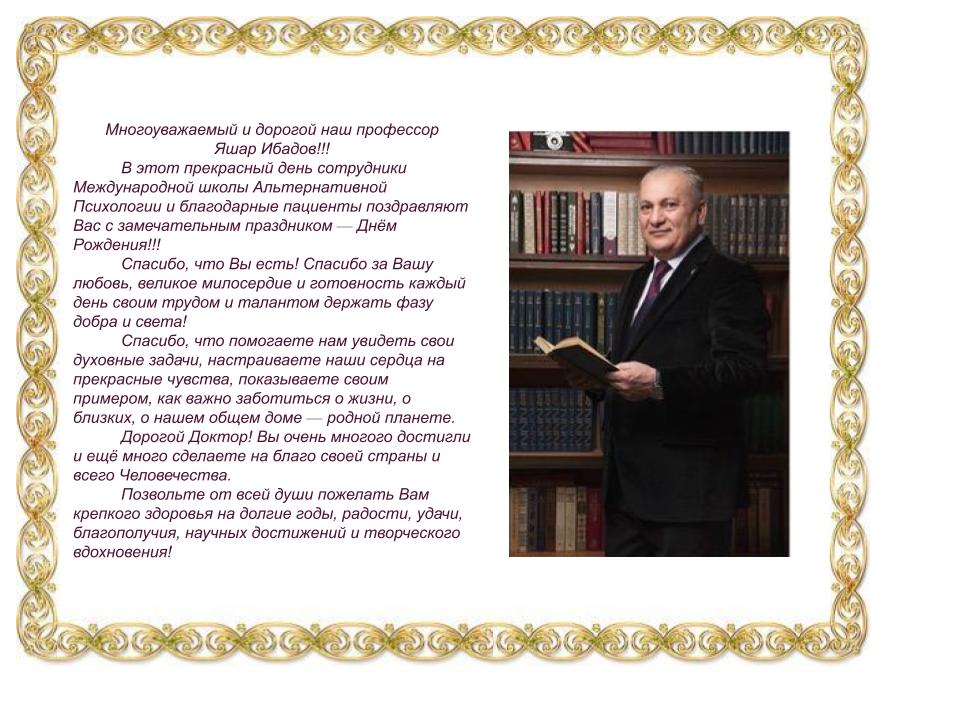 Многоуважаемый и дорогой наш профессор
Яшар Ибадов!!!
В этот прекрасный день сотрудники
Международной школы Альтернативной
Психологии и благодарные пациенты поздравляют
Вас с замечательным праздником — Днём
Рождения!!!
Спасибо, что Вы есть! Спасибо за Вашу
любовь, великое милосердие и готовность каждый
день своим трудом и талантом держать фазу
добра и света!
Спасибо, что помогаете нам увидеть свои
духовные задачи, настраиваете наши сердца на
прекрасные чувства, показываете своим
примером, как важно заботиться о жизни, о
близких, о нашем общем доме — родной планете.
Дорогой Доктор! Вы очень многого достигли
и ещё много сделаете на благо своей страны и
всего Человечества.
Позвольте от всей души пожелать Вам
крепкого здоровья на долгие годы, радости, удачи,
благополучия, научных достижений и творческого
вдохновения!